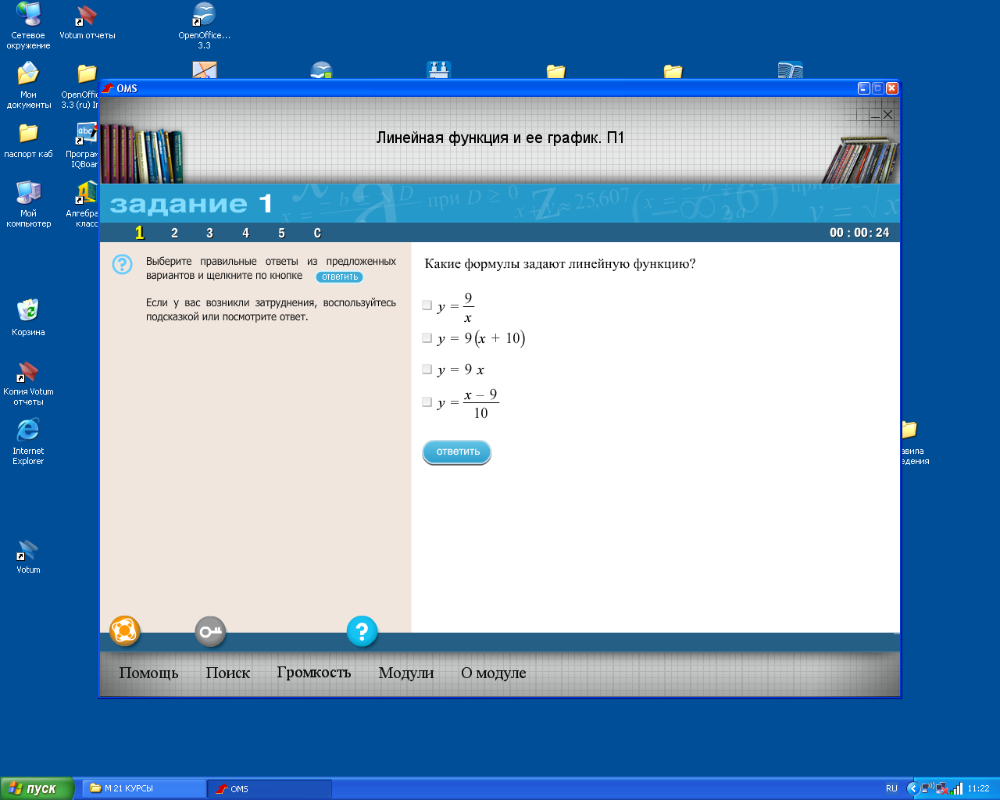 Сетевое
окружение
Votum отчеты
OpenOffice...
3.3
Мои
документы
OpenOffic
3.3 (ru) In
паспорт каб
Програм
IQBoar
Мой
компьютер
Алгебра
класс
Корзина
Копия Votum
отчеты
Internet
Explorer
Votum
авила
едения
OMS
Линейная функция и ее график. П1
задание 1
1 2 3 4 5 С
00 : 00 : 24
Выберите правильные ответы из предложенных
вариантов и щелкните по кнопке ответить
Если у вас возникли затруднения, воспользуйтесь
подсказкой или посмотрите ответ.
Какие формулы задают линейную функцию?
y = 9/x
y = 9(x + 10)
y = 9 x
y = (x − 9)/10
ответить
Помощь Поиск Громкость Модули О модуле
пуск
М 21 КУРСЫ
OMS
RU
11:22